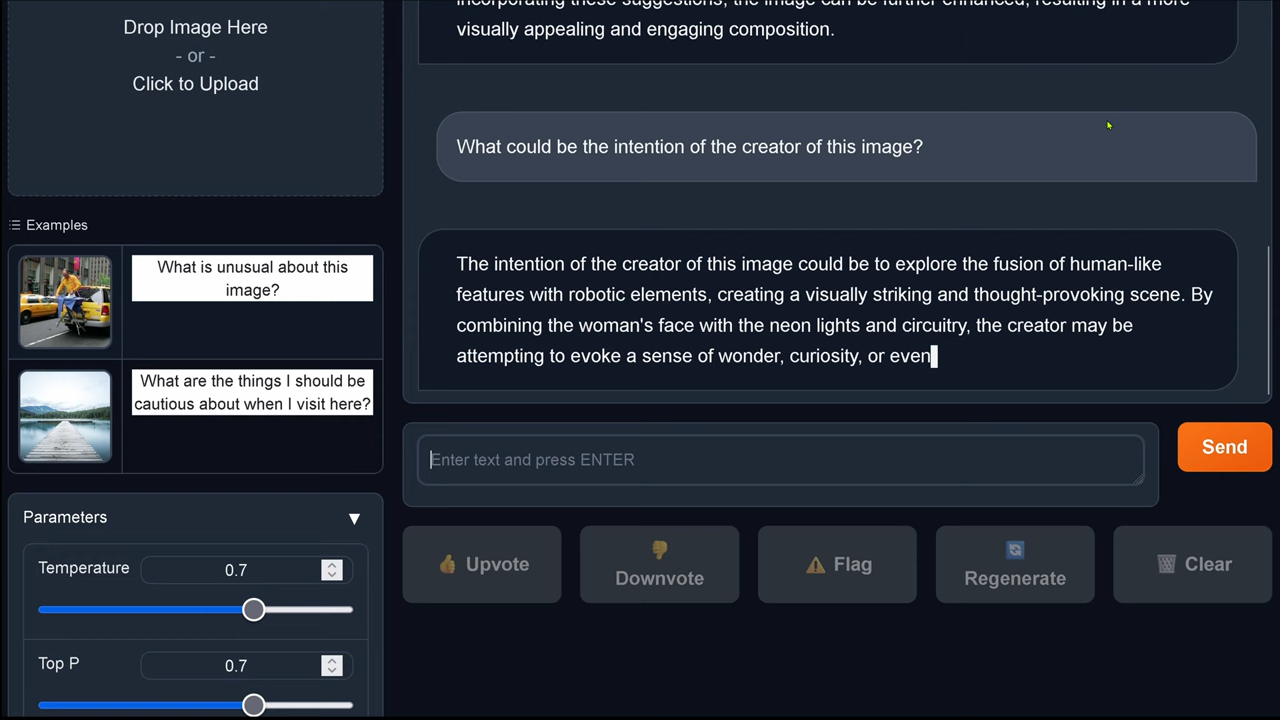 Drop Image Here
- or -
Click to Upload
Examples
What is unusual about this
image?
What are the things I should be
cautious about when I visit here?
Parameters
Temperature
0.7
Top P
0.7
visually appealing and engaging composition.
What could be the intention of the creator of this image?
The intention of the creator of this image could be to explore the fusion of human-like
features with robotic elements, creating a visually striking and thought-provoking scene. By
combining the woman's face with the neon lights and circuitry, the creator may be
attempting to evoke a sense of wonder, curiosity, or even
Enter text and press ENTER
Send
Upvote
Downvote
Flag
Regenerate
Clear